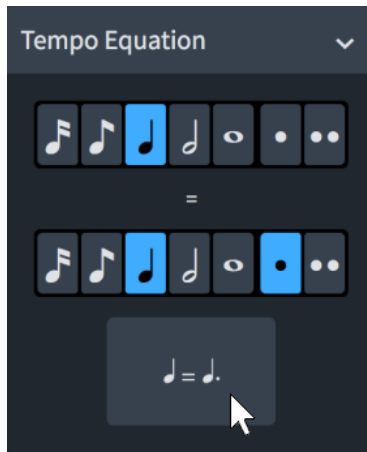 Tempo Equation
=
=